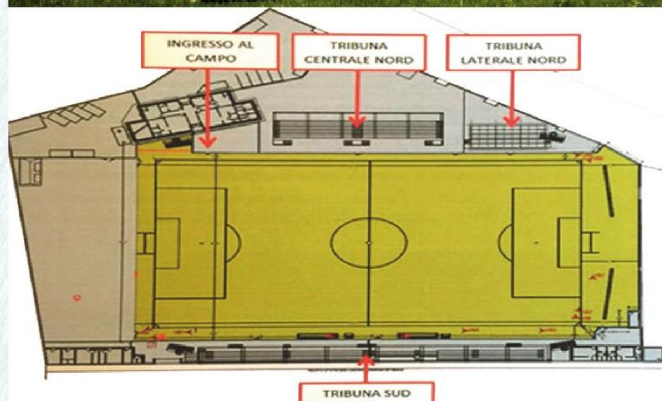 INGRESSO AL
CAMPO
TRIBUNA
CENTRALE NORD
TRIBUNA
LATERALE NORD
TRIBUNA SUD